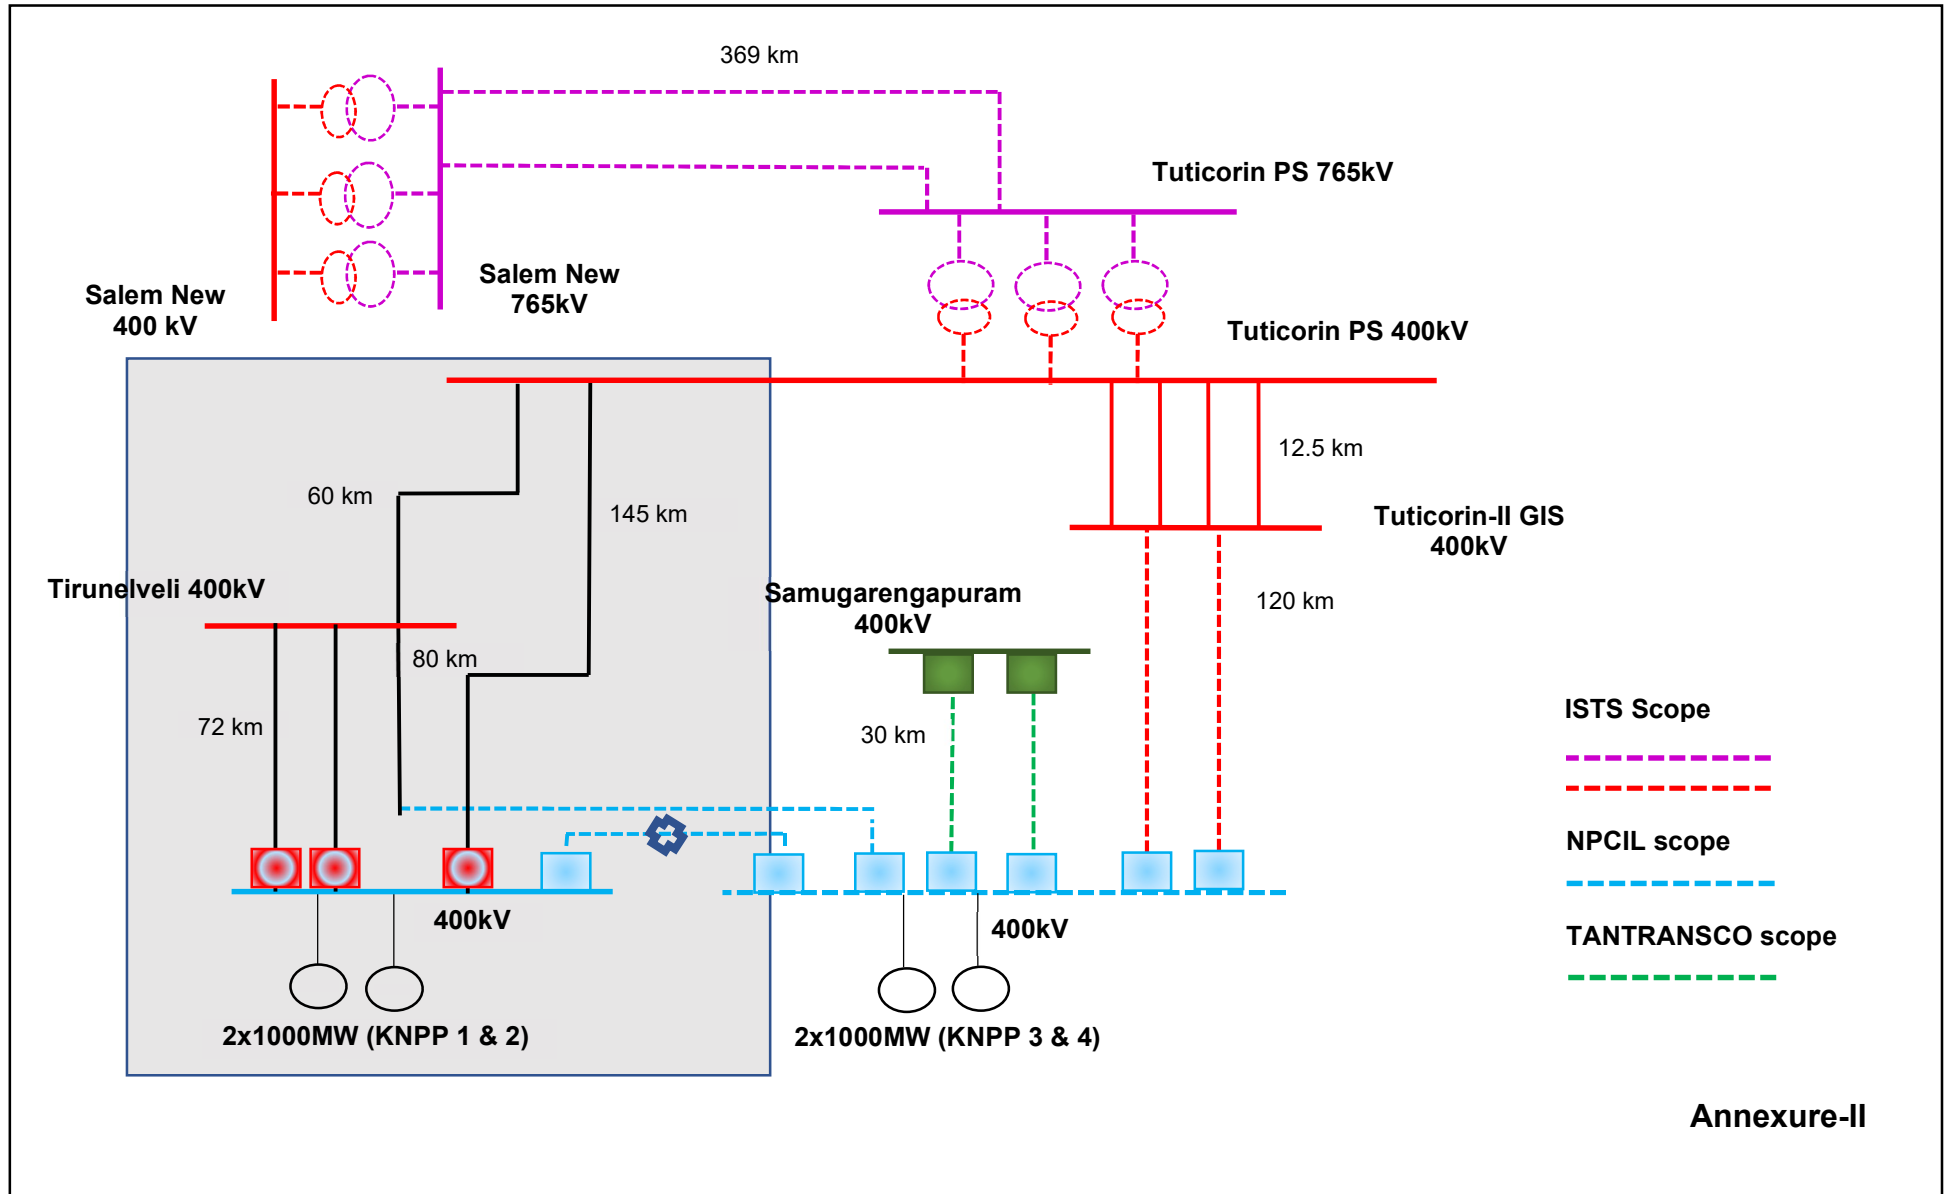 369 km
Tuticorin PS 765kV
Salem New
765kV
Salem New
400 kV
Tuticorin PS 400kV
12.5 km
60 km
145 km
Tuticorin-II GIS
400kV
Tirunelveli 400kV
Samugarengapuram
400kV
120 km
80 km
72 km
30 km
ISTS Scope
NPCIL scope
TANTRANSCO scope
400kV
400kV
2x1000MW (KNPP 1 & 2)
2x1000MW (KNPP 3 & 4)
Annexure-II